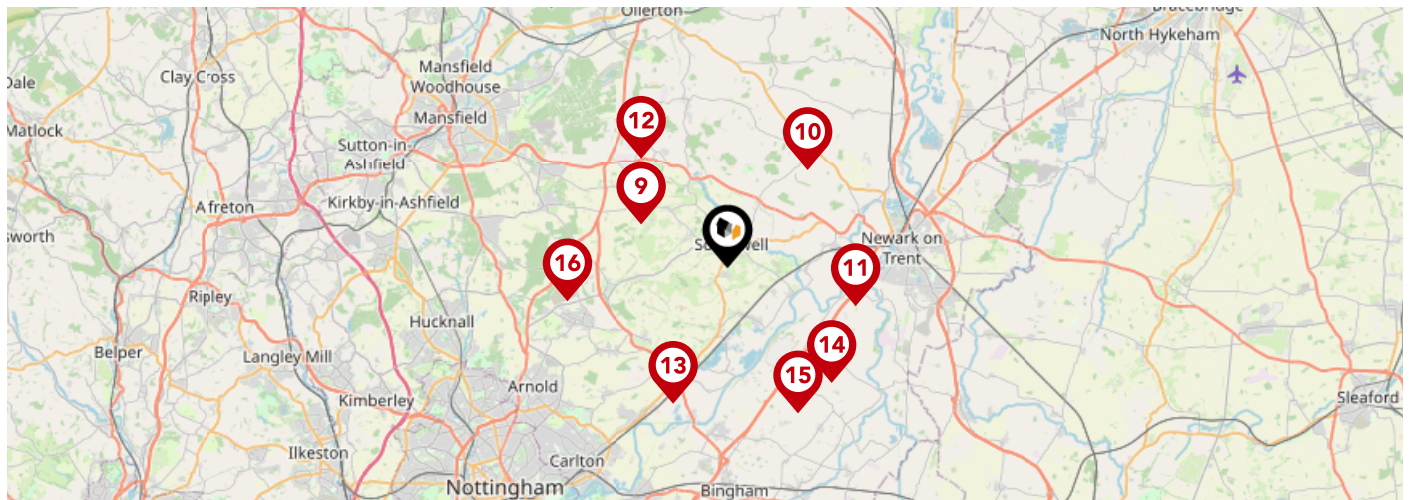 Ollerton
Bracebridge
North Hykeham
Clay Cross
Dale
Mansfield
Woodhouse
Mansfield
Matlock
12
10
Sutton-in-
Ashfield
9
Kirkby-in-Ashfield
Alfreton
sworth
Newark on
Trent
16
11
Ripley
Hucknall
Belper
Langley Mill
14
13
15
Arnold
Kimberley
Sleaford
Ilkeston
Carlton
Nottingham
Bingham